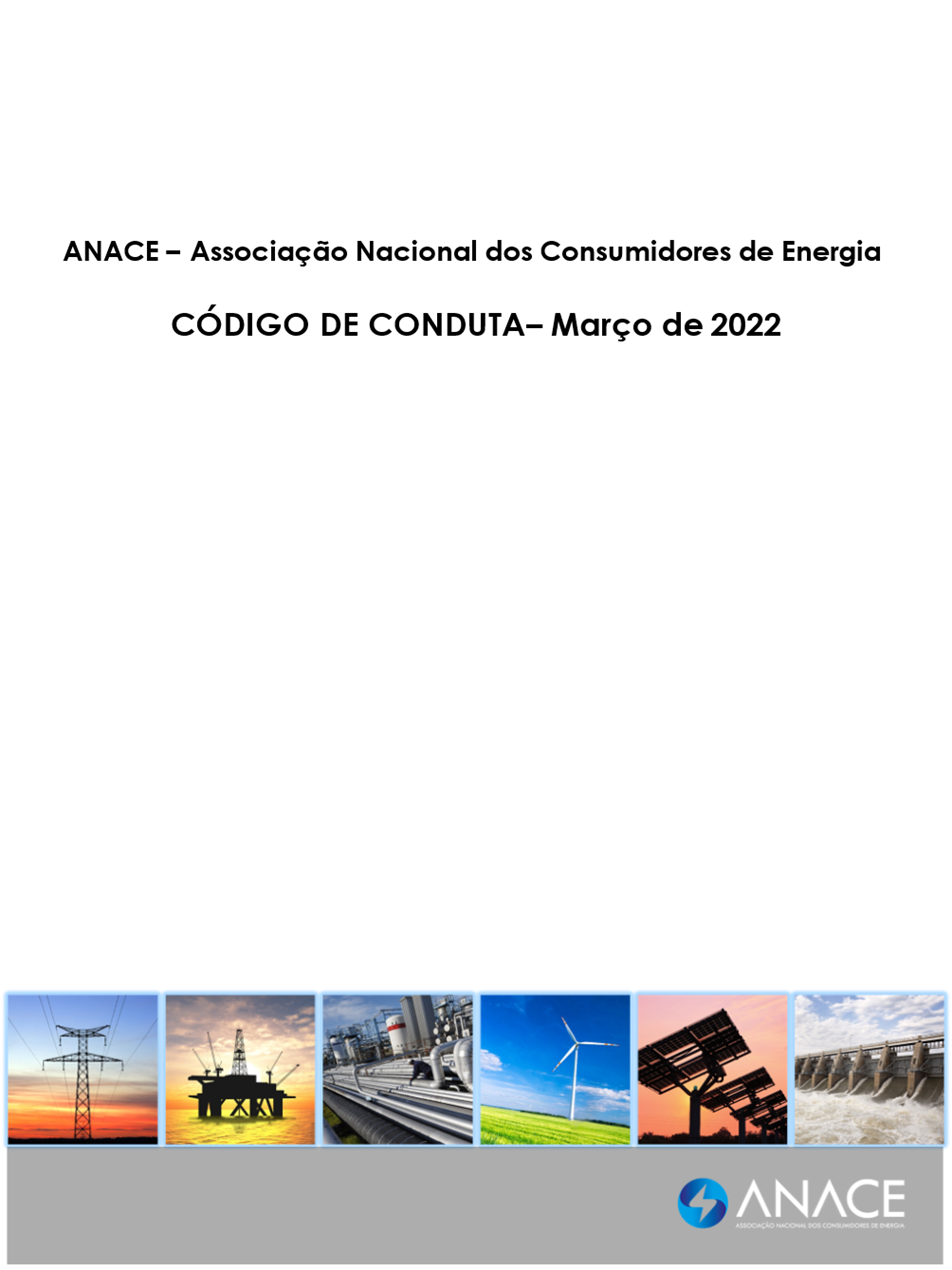 ANACE – Associação Nacional dos Consumidores de Energia
CÓDIGO DE CONDUTA– Março de 2022
ANACE
ASSOCIAÇÃO NACIONAL DOS CONSUMIDORES DE ENERGIA